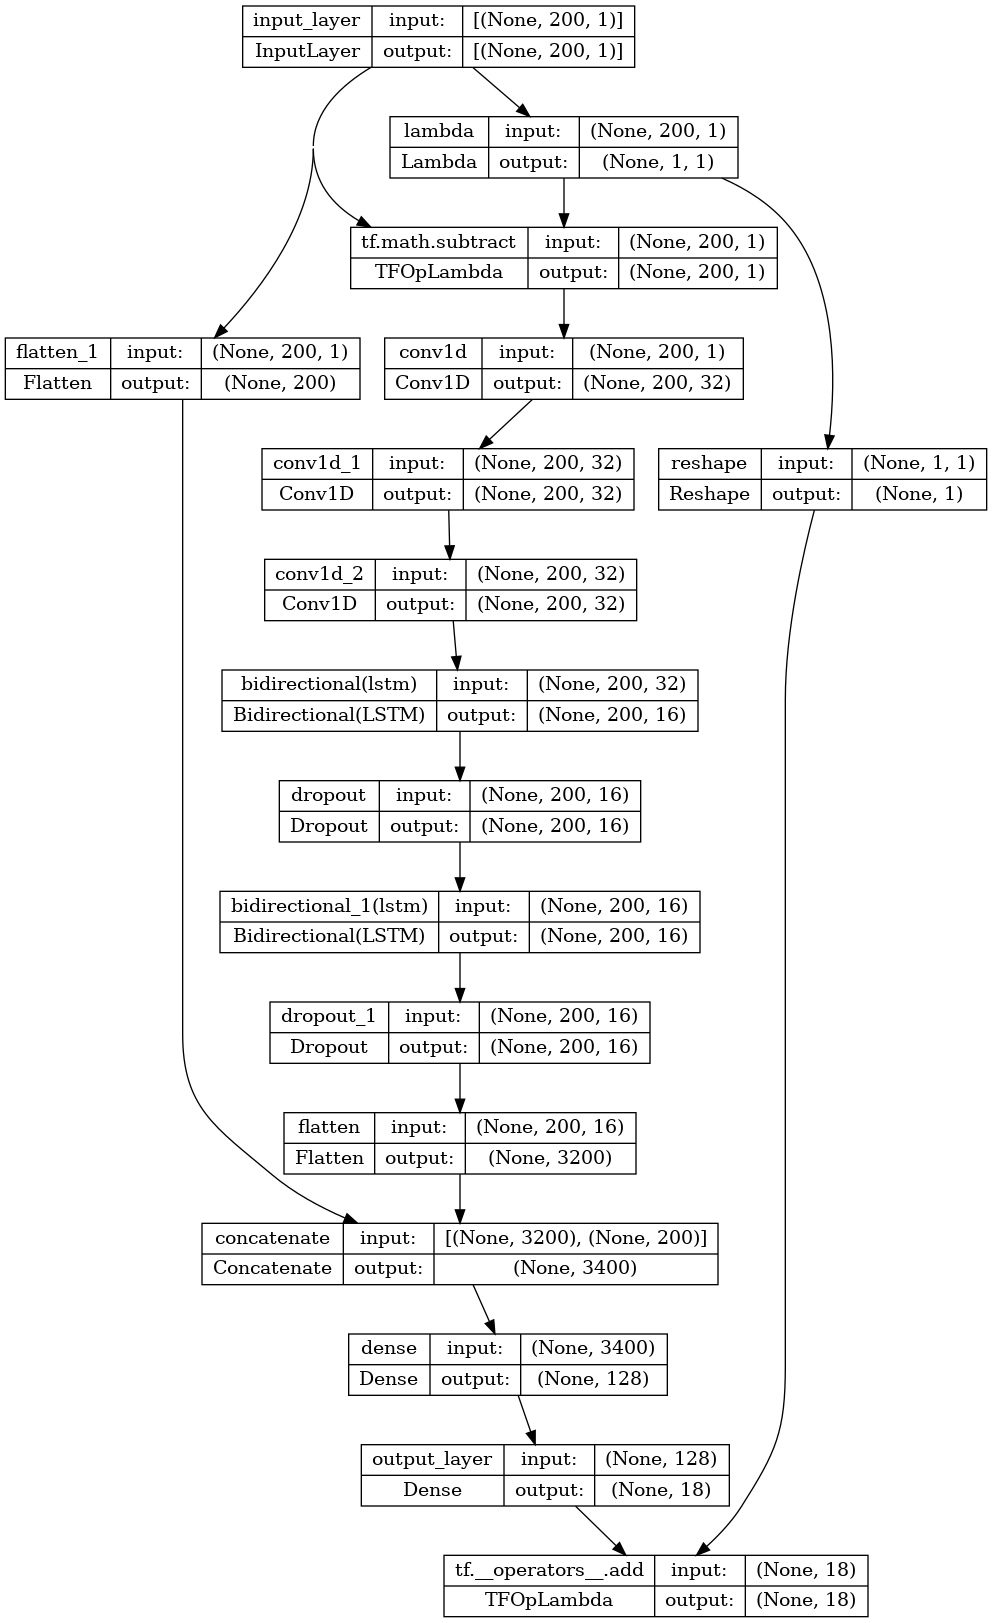 input_layer input: [(None, 200, 1)]
InputLayer output: [(None, 200, 1)]
lambda input: (None, 200, 1)
Lambda output: (None, 1, 1)
tf.math.subtract input: (None, 200, 1)
TFOpLambda output: (None, 200, 1)
flatten_1 input: (None, 200, 1)
Flatten output: (None, 200)
conv1d input: (None, 200, 1)
Conv1D output: (None, 200, 32)
conv1d_1 input: (None, 200, 32)
Conv1D output: (None, 200, 32)
reshape input: (None, 1, 1)
Reshape output: (None, 1)
conv1d_2 input: (None, 200, 32)
Conv1D output: (None, 200, 32)
bidirectional(lstm) input: (None, 200, 32)
Bidirectional(LSTM) output: (None, 200, 16)
dropout input: (None, 200, 16)
Dropout output: (None, 200, 16)
bidirectional_1(lstm) input: (None, 200, 16)
Bidirectional(LSTM) output: (None, 200, 16)
dropout_1 input: (None, 200, 16)
Dropout output: (None, 200, 16)
flatten input: (None, 200, 16)
Flatten output: (None, 3200)
concatenate input: [(None, 3200), (None, 200)]
Concatenate output: (None, 3400)
dense input: (None, 3400)
Dense output: (None, 128)
output_layer input: (None, 128)
Dense output: (None, 18)
tf.__operators__.add input: (None, 18)
TFOpLambda output: (None, 18)